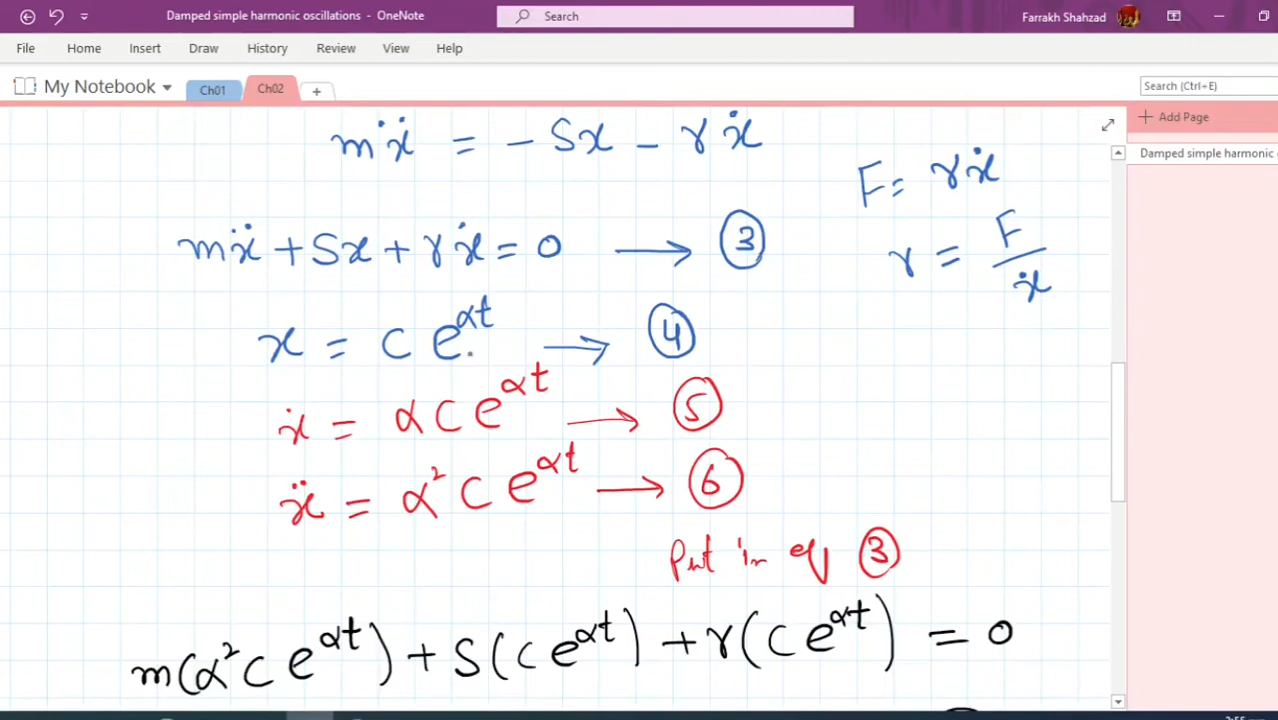 Damped simple harmonic oscillations - OneNote
Search
Farrakh Shahzad
File Home Insert Draw History Review View Help
My Notebook
Ch01
Ch02
+
Search (Ctrl+E)
+ Add Page
Damped simple harmonic
mẍ = - Sx - rẋ
F = rẋ
mẍ + Sx + rẋ = 0 → ③
r = F/ẋ
x = C e^αt → ④
ẋ = αC e^αt → ⑤
ẍ = α² C e^αt → ⑥
Put in eq ③
m(α² C e^αt) + S(C e^αt) + r(C e^αt) = 0